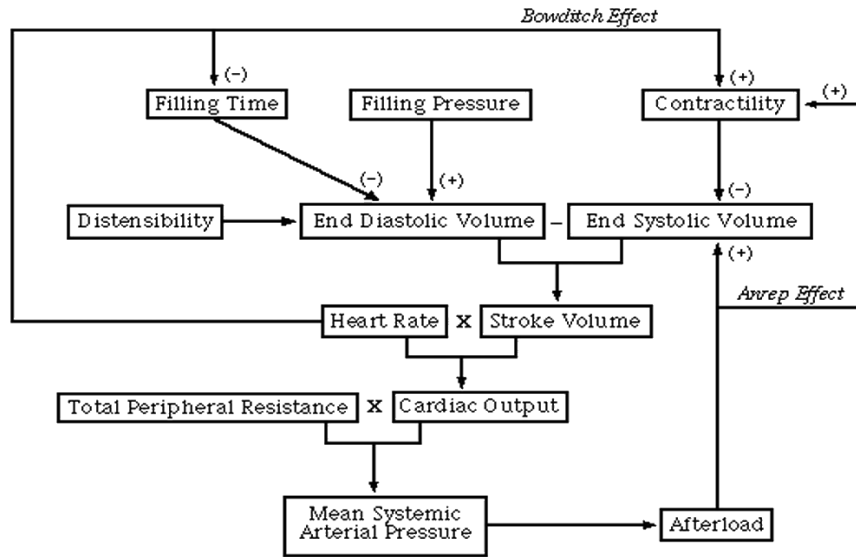 Bowditch Effect
(−)
(+)
Filling Time
Filling Pressure
Contractility
(+)
(−)
(+)
(−)
Distensibility
End Diastolic Volume
−
End Systolic Volume
(+)
Anrep Effect
Heart Rate
x
Stroke Volume
Total Peripheral Resistance
x
Cardiac Output
Mean Systemic
Arterial Pressure
Afterload